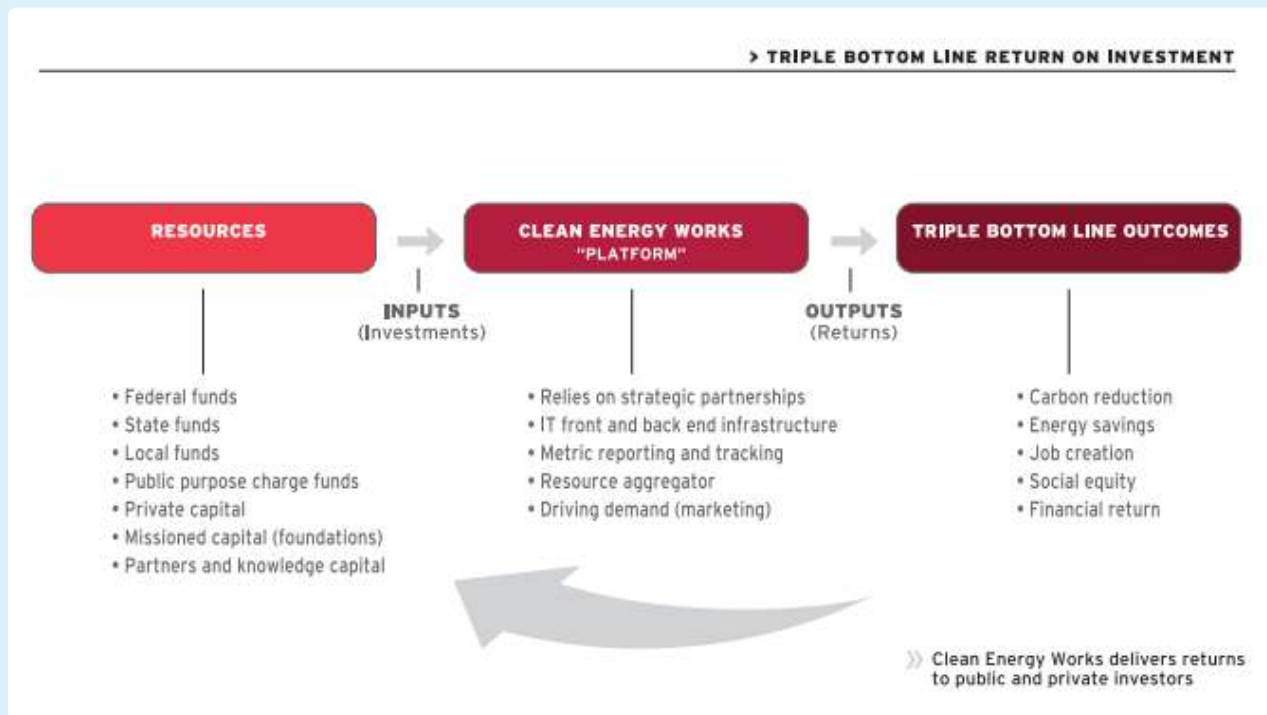 > TRIPLE BOTTOM LINE RETURN ON INVESTMENT
RESOURCES
INPUTS
(Investments)
CLEAN ENERGY WORKS
"PLATFORM"
OUTPUTS
(Returns)
TRIPLE BOTTOM LINE OUTCOMES
• Federal funds
• State funds
• Local funds
• Public purpose charge funds
• Private capital
• Missioned capital (foundations)
• Partners and knowledge capital
• Relies on strategic partnerships
• IT front and back end infrastructure
• Metric reporting and tracking
• Resource aggregator
• Driving demand (marketing)
• Carbon reduction
• Energy savings
• Job creation
• Social equity
• Financial return
» Clean Energy Works delivers returns
to public and private investors